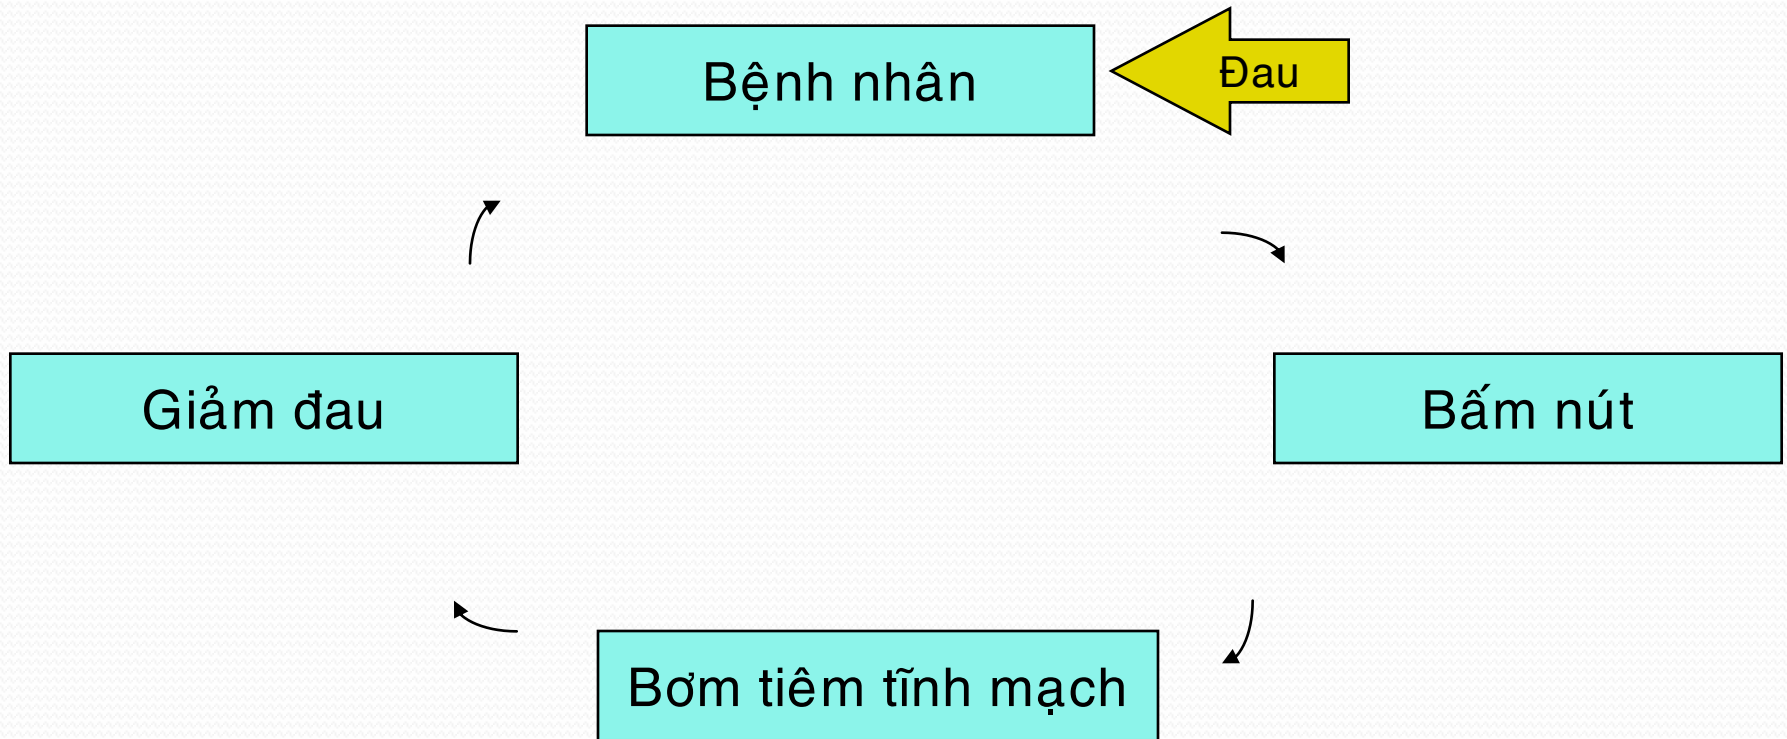 Bệnh nhân
Đau
Giảm đau
Bấm nút
Bơm tiêm tĩnh mạch